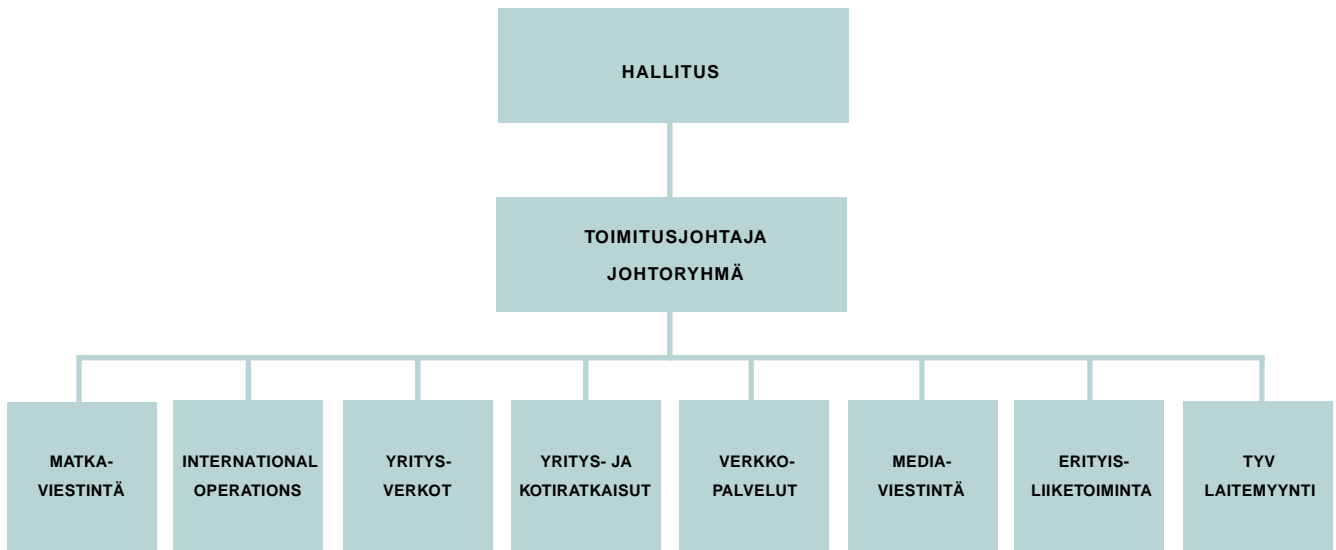 HALLITUS
TOIMITUSJOHTAJA
JOHTORYHMÄ
MATKA-
VIESTINTÄ
INTERNATIONAL
OPERATIONS
YRITYS-
VERKOT
YRITYS- JA
KOTIRATKAISUT
VERKKO-
PALVELUT
MEDIA-
VIESTINTÄ
ERITYIS-
LIIKETOIMINTA
TYV
LAITEMYYNTI